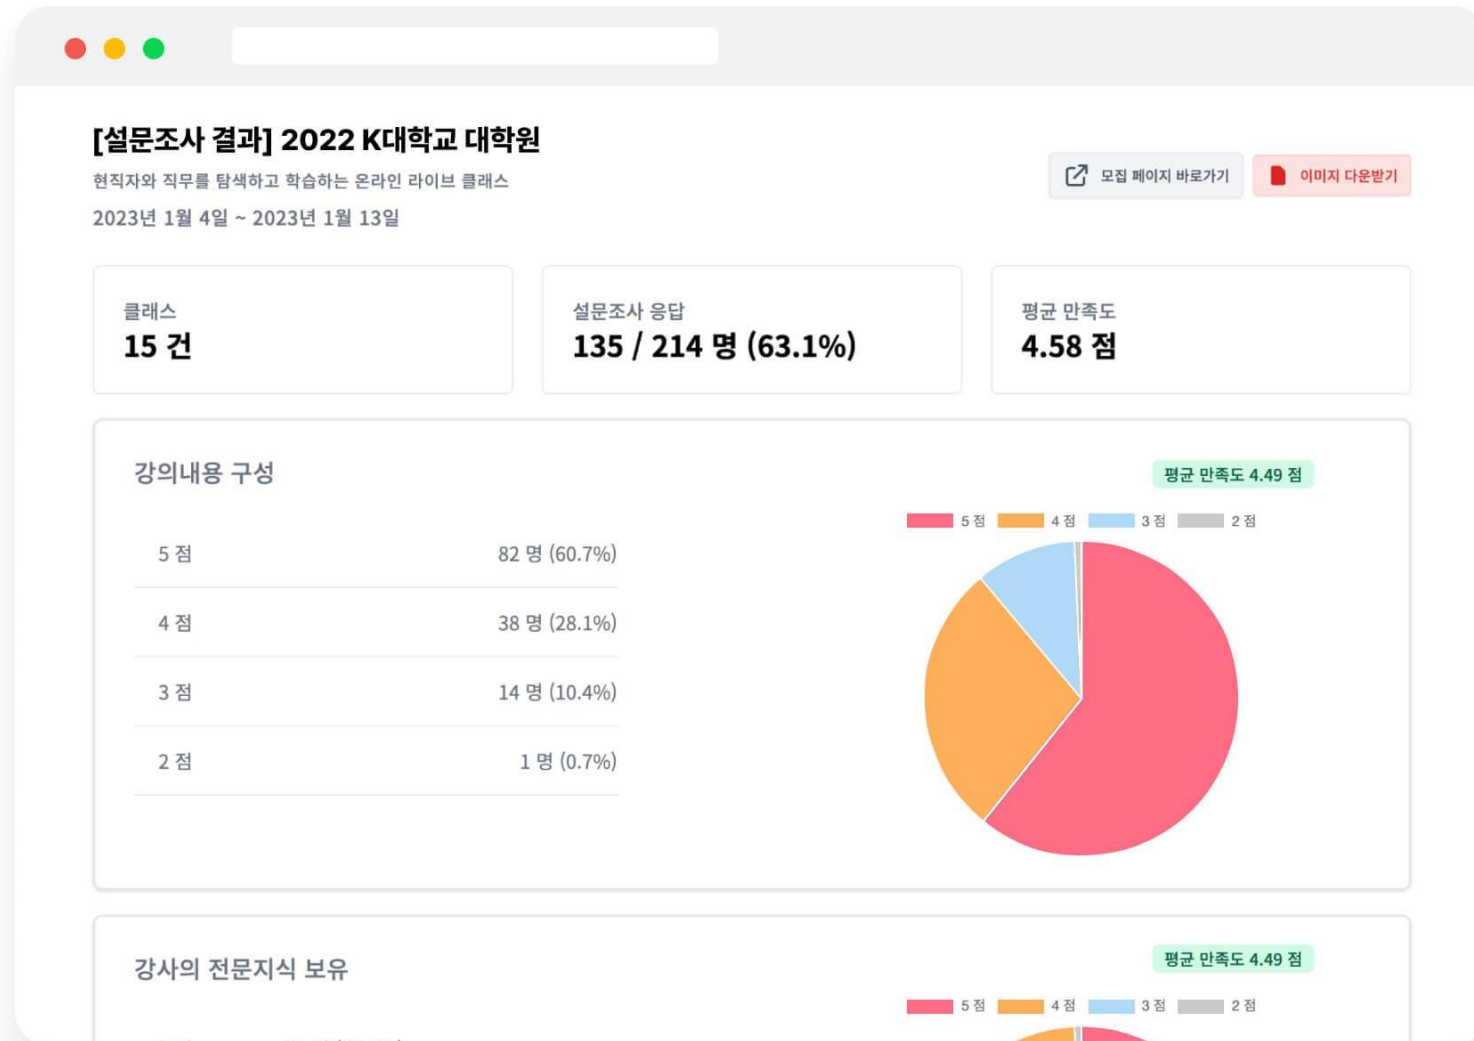 [설문조사 결과] 2022 K대학교 대학원
현직자와 직무를 탐색하고 학습하는 온라인 라이브 클래스
2023년 1월 4일 ~ 2023년 1월 13일
모집 페이지 바로가기
이미지 다운받기
클래스
15 건
설문조사 응답
135 / 214 명 (63.1%)
평균 만족도
4.58 점
강의내용 구성
평균 만족도 4.49 점
5 점 4 점 3 점 2 점
5 점 82 명 (60.7%)
4 점 38 명 (28.1%)
3 점 14 명 (10.4%)
2 점 1 명 (0.7%)
강사의 전문지식 보유
평균 만족도 4.49 점
5 점 4 점 3 점 2 점